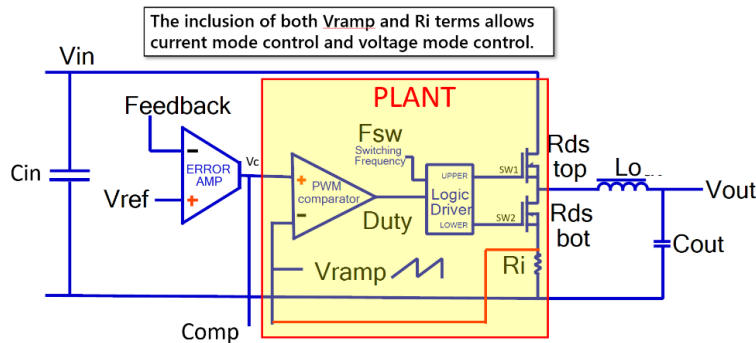 The inclusion of both Vramp and Ri terms allows
current mode control and voltage mode control.
Vin
PLANT
Feedback
Fsw
Switching
Frequency
Rds
top
Cin
-
ERROR
AMP
+
Vc
+
PWM
comparator
-
UPPER
Logic
Driver
LOWER
SW1
SW2
Lo
Vout
Vref
Duty
Rds
bot
Cout
Vramp
Ri
Comp